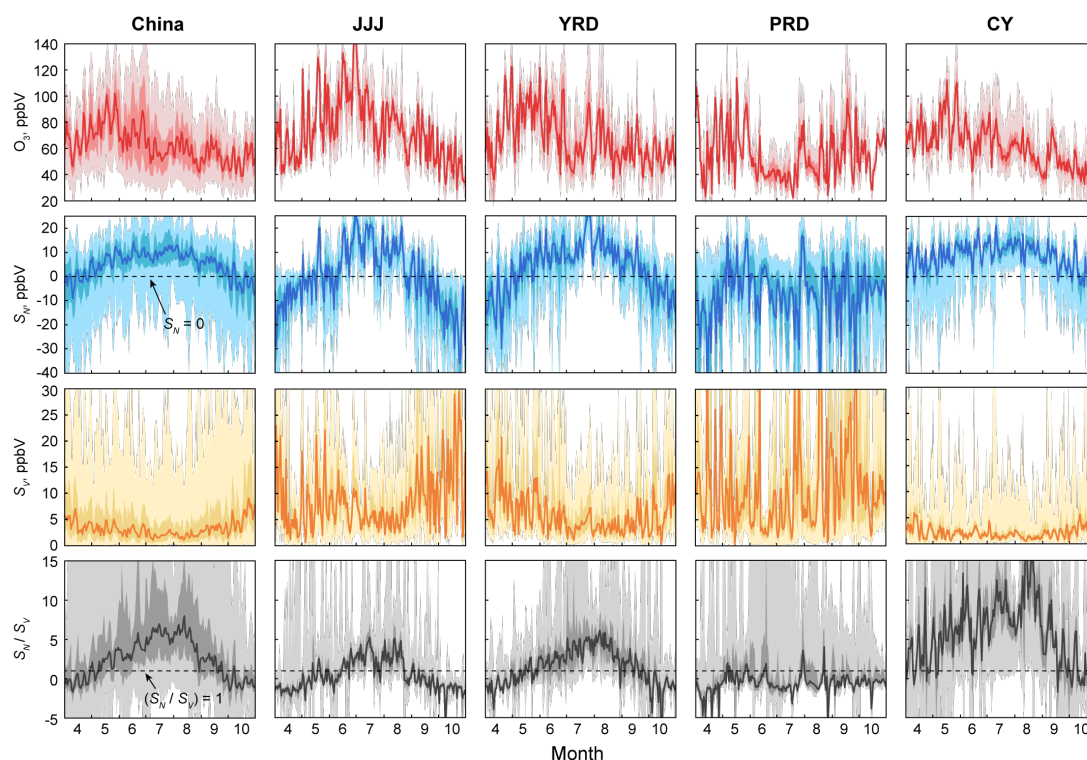 China JJJ YRD PRD CY
O3, ppbV
140
120
100
80
60
40
20
SN, ppbV
20
10
0
-10
-20
-30
-40
SN = 0
SV, ppbV
30
25
20
15
10
5
0
SN / SV
15
10
5
0
-5
(SN / SV) = 1
4 5 6 7 8 9 10 4 5 6 7 8 9 10 4 5 6 7 8 9 10 4 5 6 7 8 9 10 4 5 6 7 8 9 10
Month